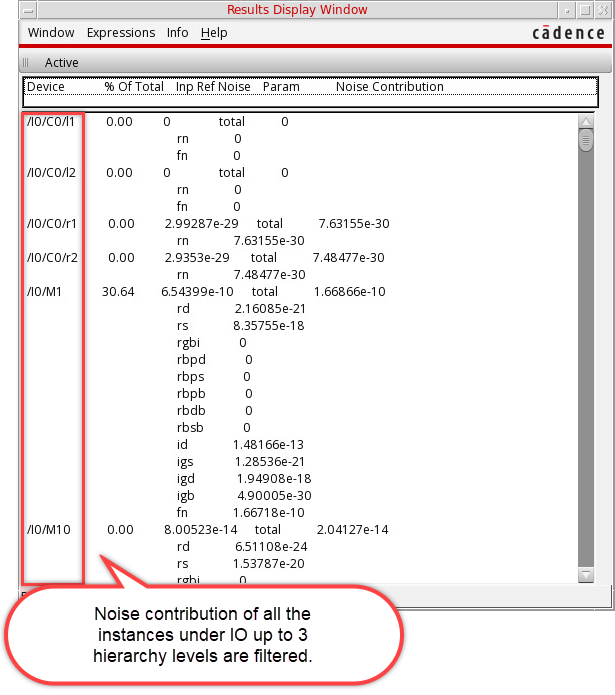 Results Display Window
Window Expressions Info Help cādence
Active
Device % Of Total Inp Ref Noise Param Noise Contribution
/I0/C0/l1 0.00 0 total 0
rn 0
fn 0
/I0/C0/l2 0.00 0 total 0
rn 0
fn 0
/I0/C0/r1 0.00 2.99287e-29 total 7.63155e-30
rn 7.63155e-30
/I0/C0/r2 0.00 2.9353e-29 total 7.48477e-30
rn 7.48477e-30
/I0/M1 30.64 6.54399e-10 total 1.66866e-10
rd 2.16085e-21
rs 8.35755e-18
rgbi 0
rbpd 0
rbps 0
rbpb 0
rbdb 0
rbsb 0
id 1.48166e-13
igs 1.28536e-21
igd 1.94908e-18
igb 4.90005e-30
fn 1.66718e-10
/I0/M10 0.00 8.00523e-14 total 2.04127e-14
rd 6.51108e-24
rs 1.53787e-20
rgbi 0
Noise contribution of all the
instances under IO up to 3
hierarchy levels are filtered.